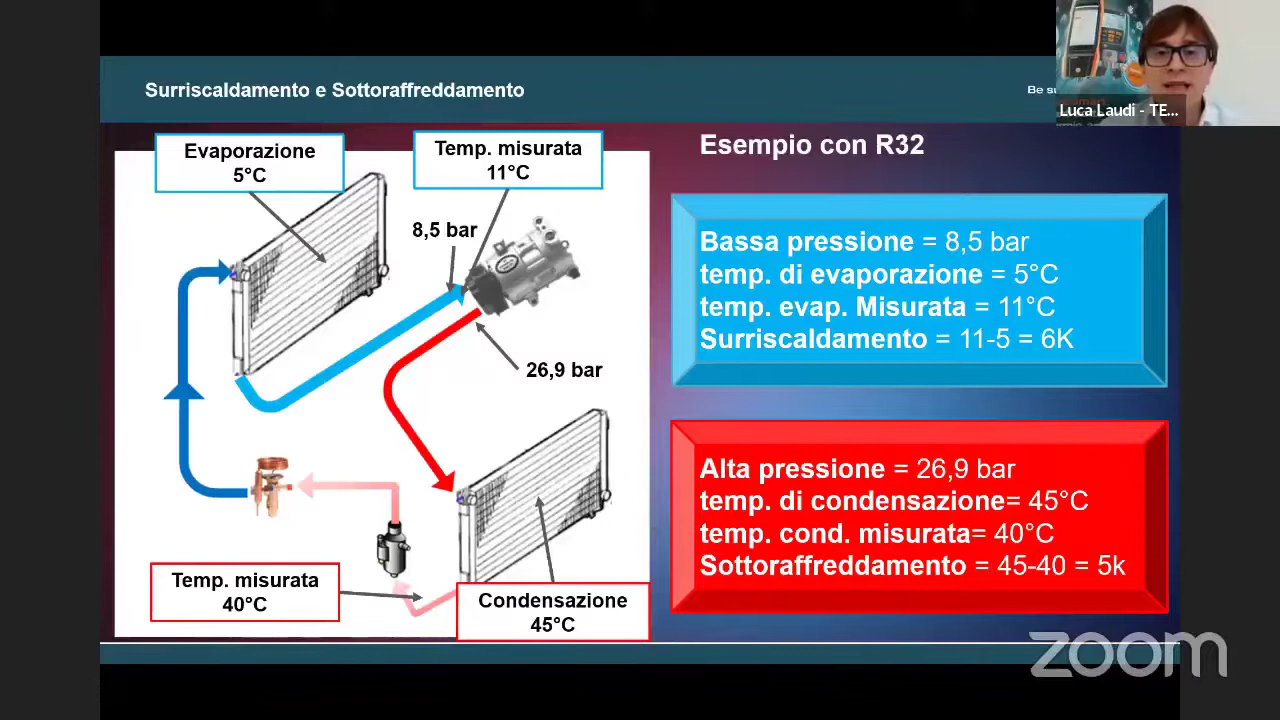 Surriscaldamento e Sottoraffreddamento
Be su
Luca Laudi - TE...
Evaporazione
5°C
Temp. misurata
11°C
8,5 bar
26,9 bar
Temp. misurata
40°C
Condensazione
45°C
Esempio con R32
Bassa pressione = 8,5 bar
temp. di evaporazione = 5°C
temp. evap. Misurata = 11°C
Surriscaldamento = 11-5 = 6K
Alta pressione = 26,9 bar
temp. di condensazione= 45°C
temp. cond. misurata= 40°C
Sottoraffreddamento = 45-40 = 5k
zoom